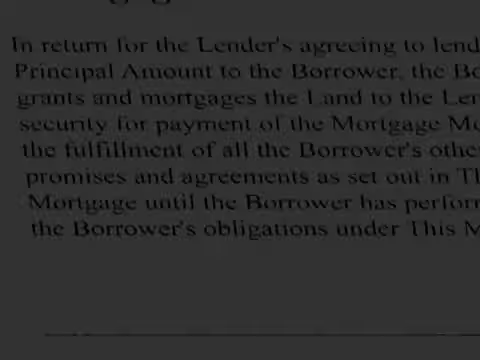 In return for the Lender's agreeing to lend
Principal Amount to the Borrower, the
grants and mortgages the Land to the
security for payment of the Mortgage
the fulfillment of all the Borrower's
promises and agreements as set out in
Mortgage until the Borrower has
the Borrower's obligations under This